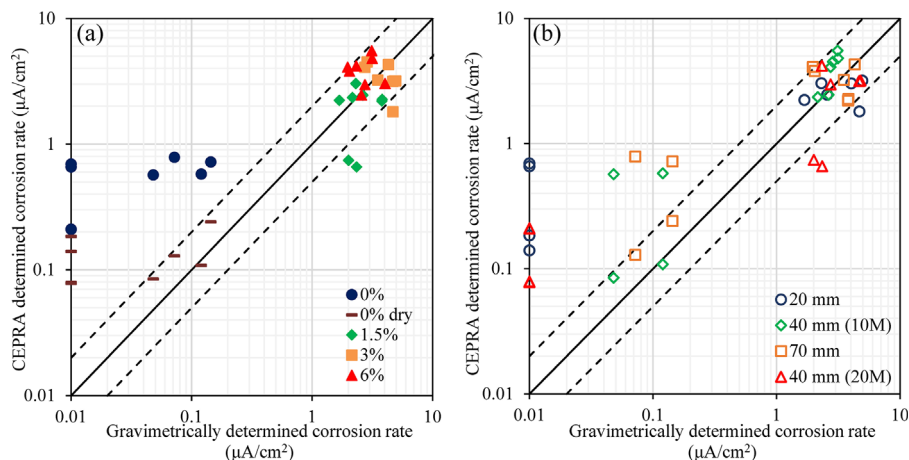 (a)
CEPRA determined corrosion rate (µA/cm²)
10
1
0.1
0.01
0.01
0.1
1
10
Gravimetrically determined corrosion rate
(µA/cm²)
0%
0% dry
1.5%
3%
6%
(b)
CEPRA determined corrosion rate (µA/cm²)
10
1
0.1
0.01
0.01
0.1
1
10
Gravimetrically determined corrosion rate
(µA/cm²)
20 mm
40 mm (10M)
70 mm
40 mm (20M)